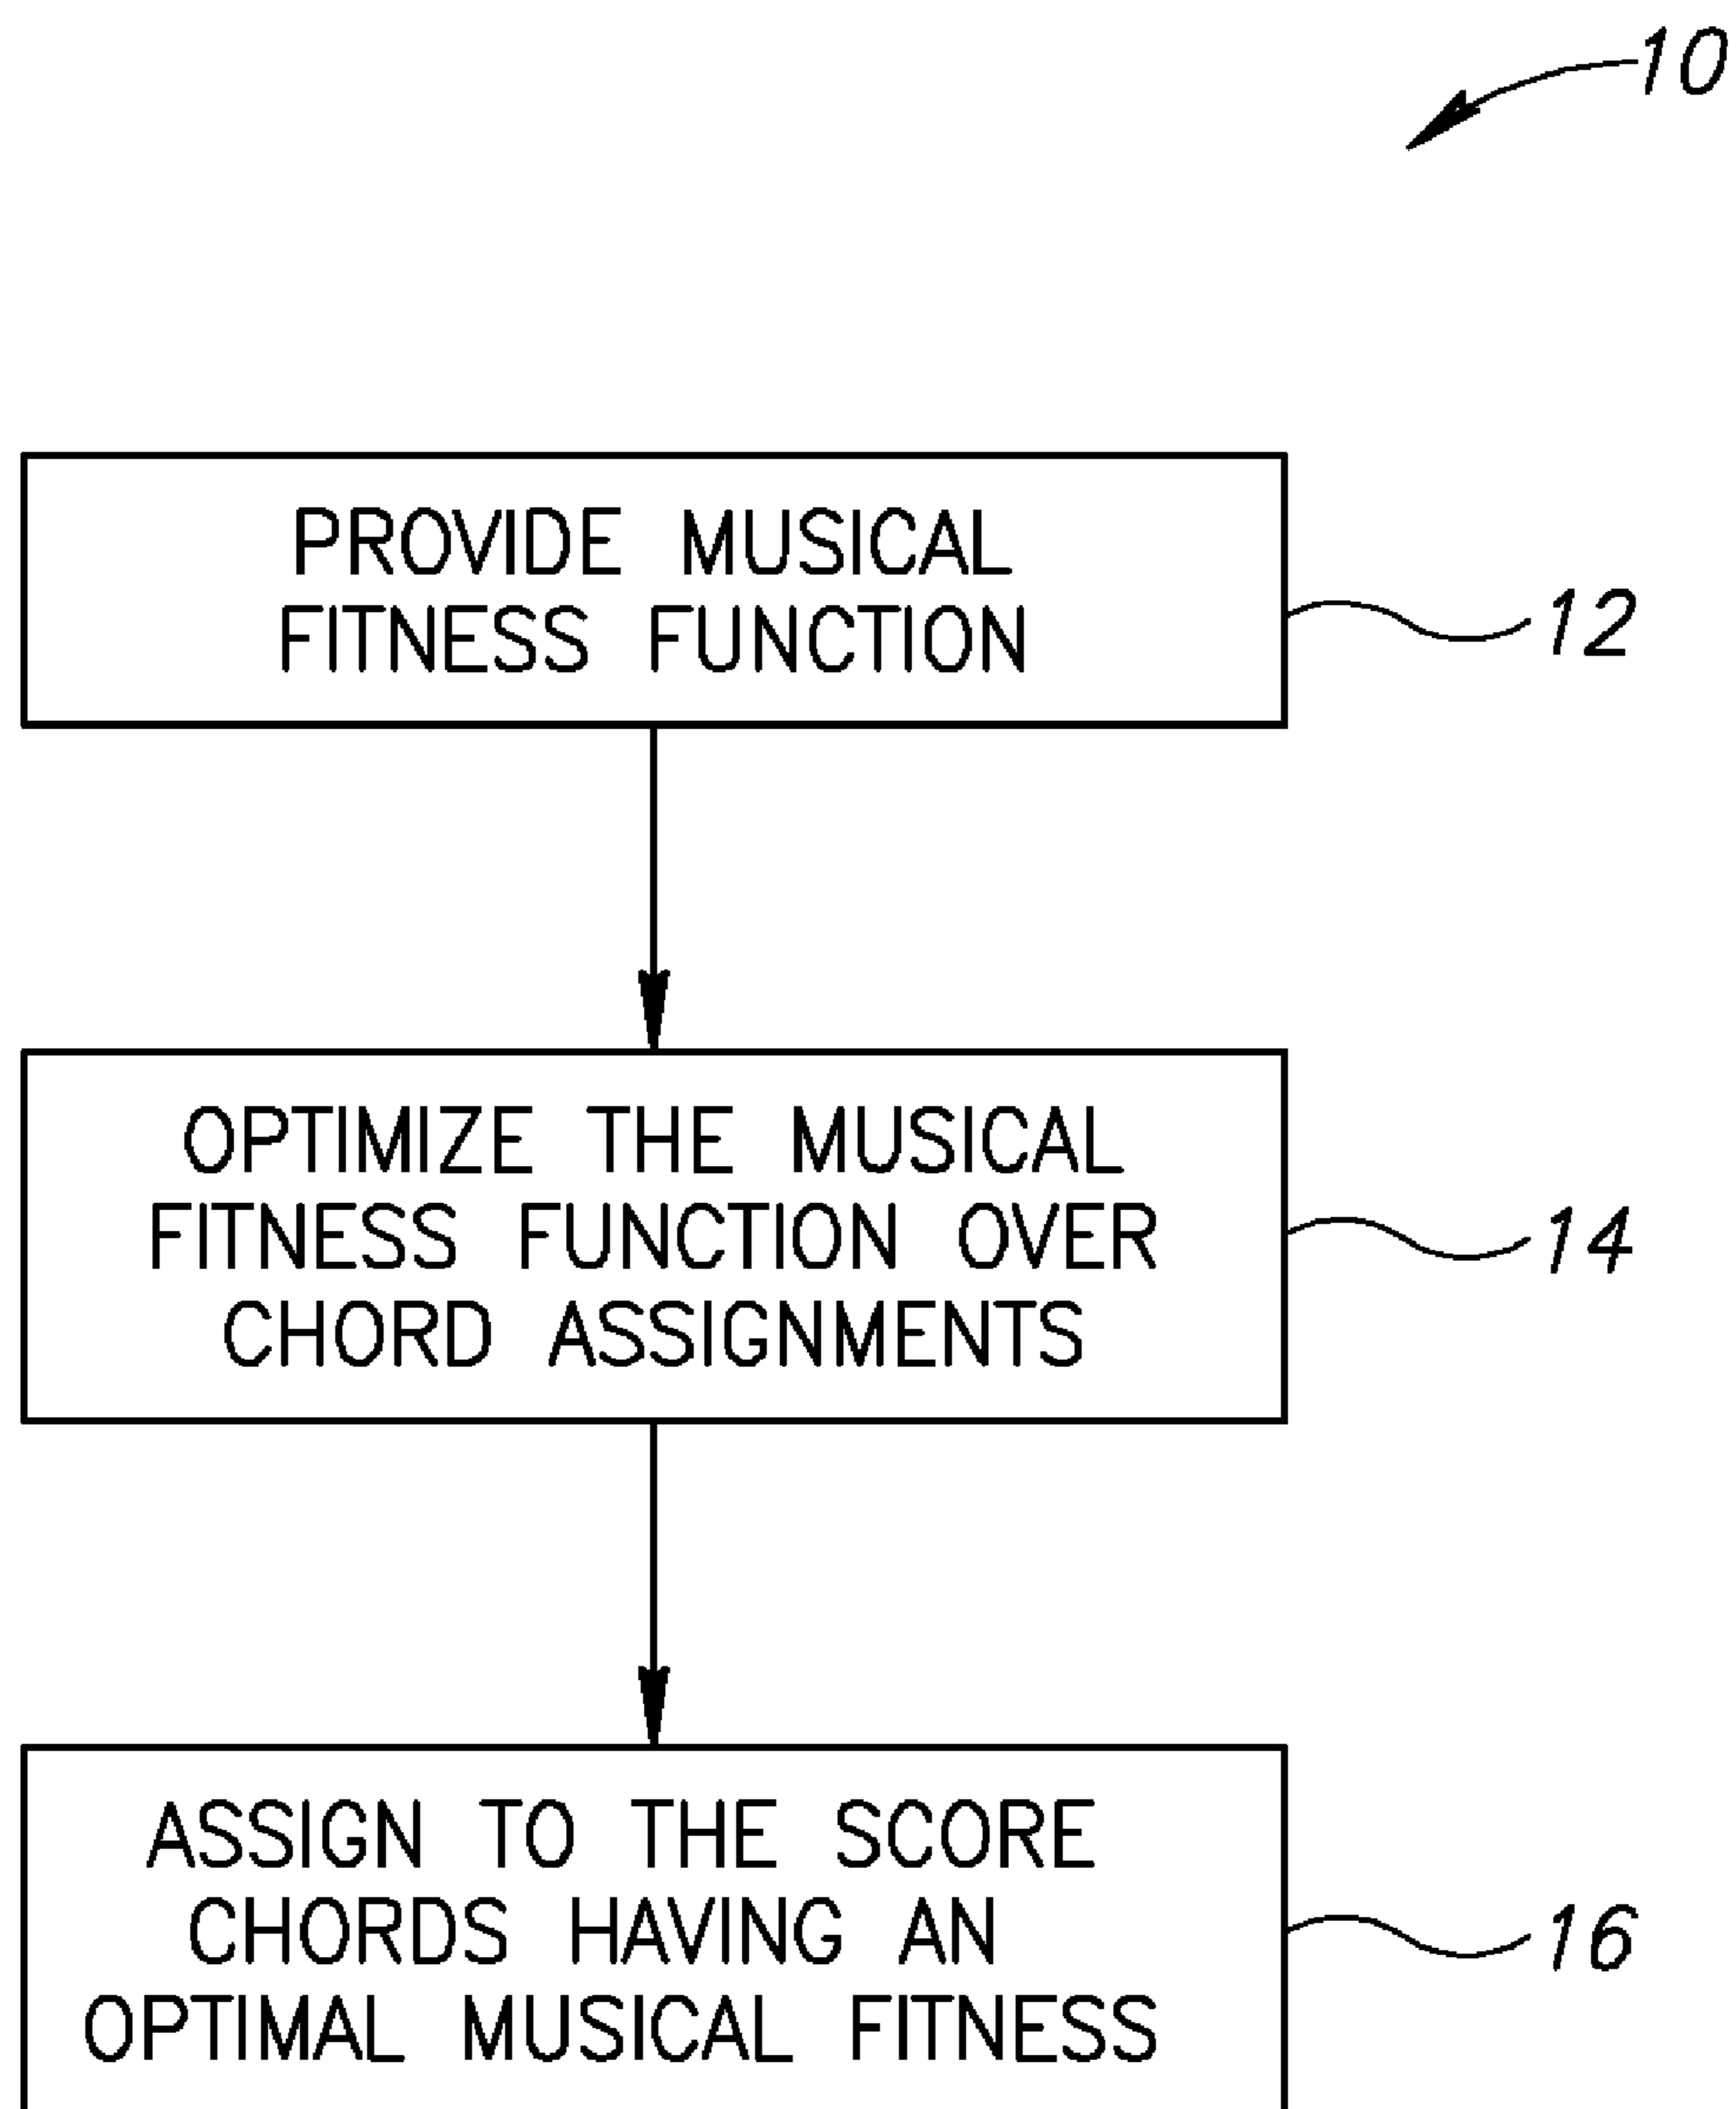 10
PROVIDE MUSICAL
FITNESS FUNCTION
12
OPTIMIZE THE MUSICAL
FITNESS FUNCTION OVER
CHORD ASSIGNMENTS
14
ASSIGN TO THE SCORE
CHORDS HAVING AN
OPTIMAL MUSICAL FITNESS
16